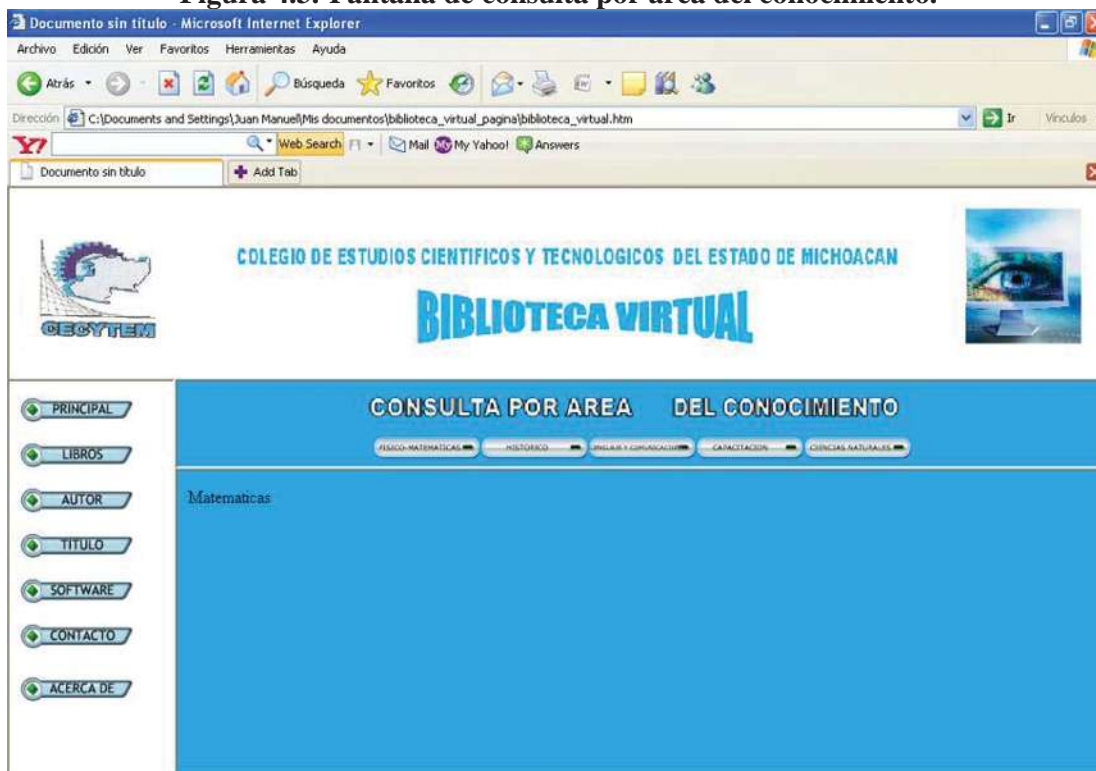 Figura 4.3. Pantalla de consulta por área del conocimiento.
Documento sin título - Microsoft Internet Explorer
Archivo Edición Ver Favoritos Herramientas Ayuda
Atrás Búsqueda Favoritos
Dirección C:\Documents and Settings\Juan Manuel\Mis documentos\biblioteca_virtual_pagina\biblioteca_virtual.htm Ir Vínculos
Y7 Web Search Mail My Yahoo! Answers
Documento sin título Add Tab
COLEGIO DE ESTUDIOS CIENTIFICOS Y TECNOLOGICOS DEL ESTADO DE MICHOACAN
BIBLIOTECA VIRTUAL
CECYTEM
CONSULTA POR AREA DEL CONOCIMIENTO
FISICO-MATEMATICAS HISTORICO LENGUAJE Y COMUNICACION CAPACITACION CIENCIAS NATURALES
PRINCIPAL
LIBROS
AUTOR
TITULO
SOFTWARE
CONTACTO
ACERCA DE
Matematicas